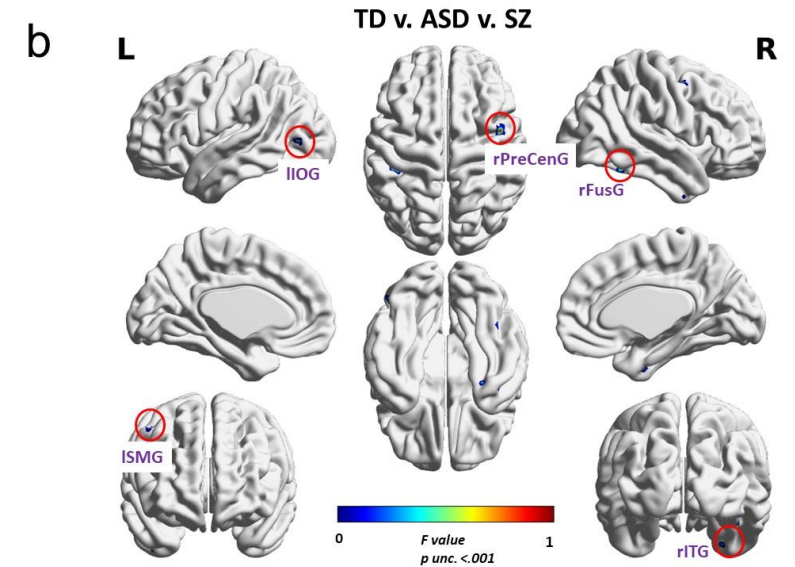 b
TD v. ASD v. SZ
L
R
lIOG
rPreCenG
rFusG
lSMG
0
F value
1
p unc. <.001
rITG